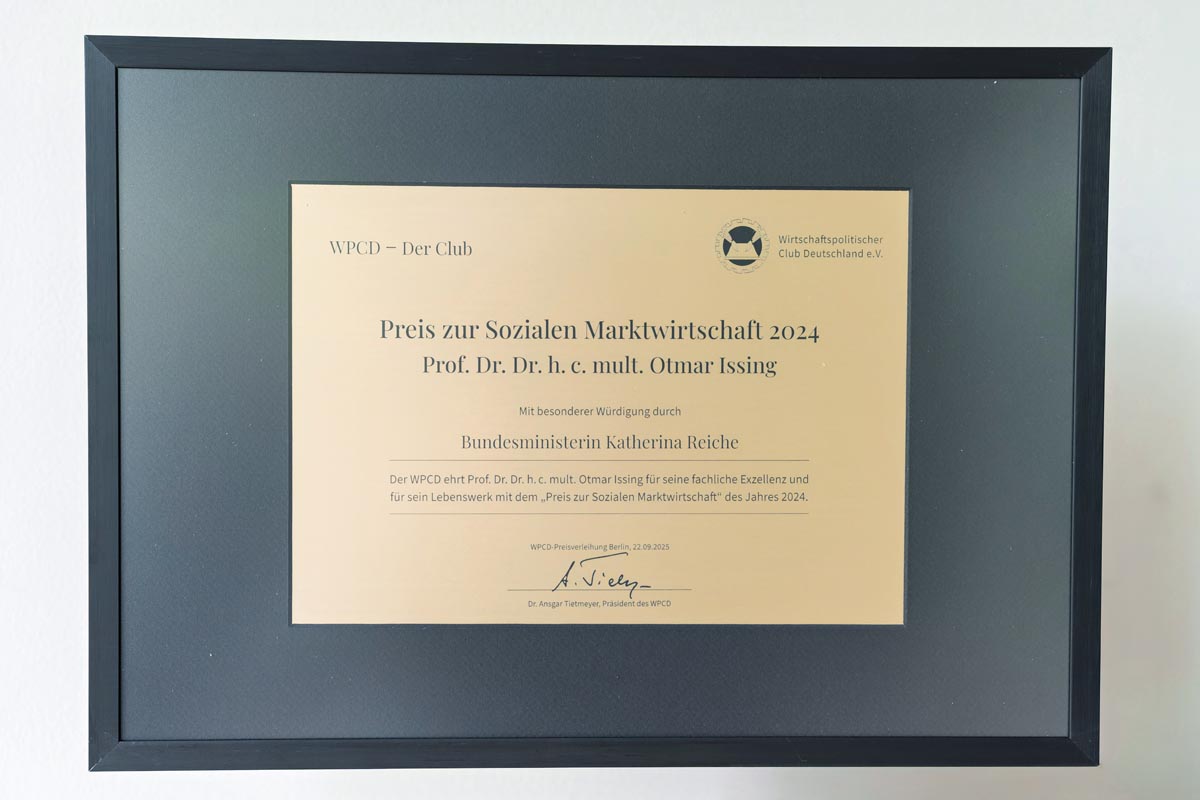 WPCD – Der Club
Wirtschaftspolitischer
Club Deutschland e.V.
Preis zur Sozialen Marktwirtschaft 2024
Prof. Dr. Dr. h. c. mult. Otmar Issing
Mit besonderer Würdigung durch
Bundesministerin Katherina Reiche
Der WPCD ehrt Prof. Dr. Dr. h. c. mult. Otmar Issing für seine fachliche Exzellenz und
für sein Lebenswerk mit dem „Preis zur Sozialen Marktwirtschaft“ des Jahres 2024.
WPCD-Preisverleihung Berlin, 22.09.2025
A. Tietmeyer
Dr. Ansgar Tietmeyer, Präsident des WPCD